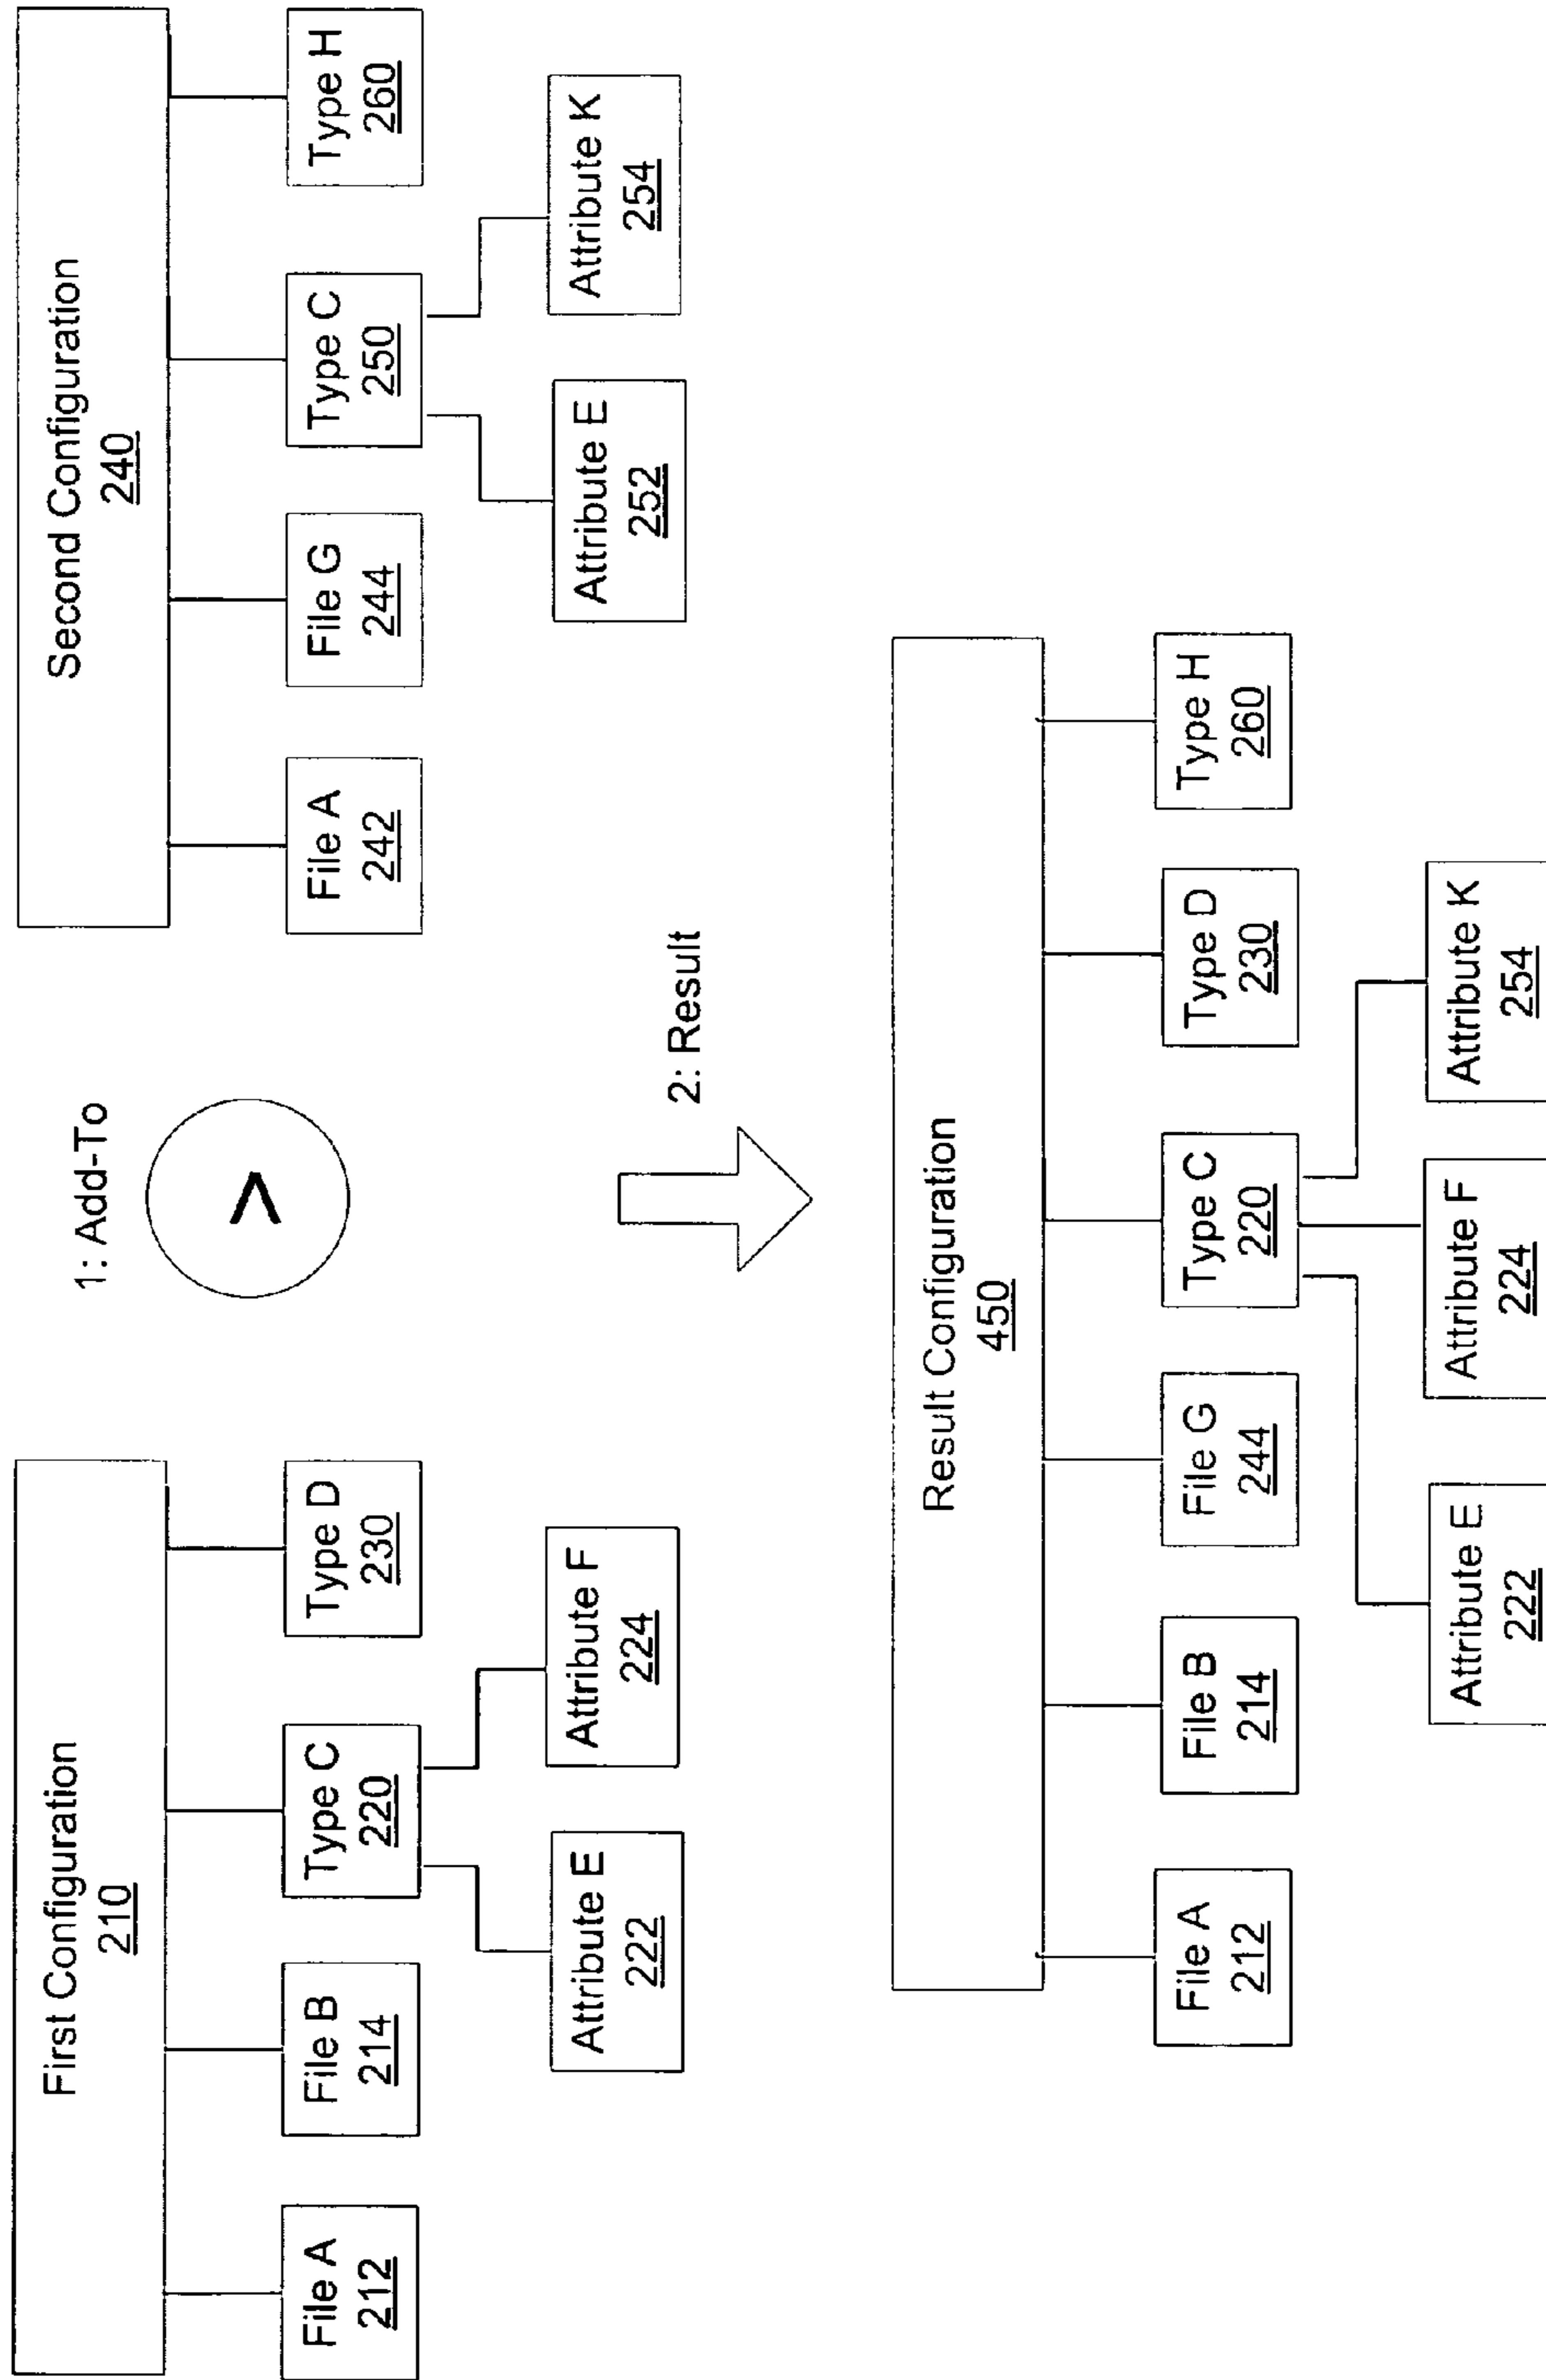 First Configuration
210
File A
212
File B
214
Type C
220
Type D
230
Attribute E
222
Attribute F
224
1: Add-To
>
Second Configuration
240
File A
242
File G
244
Type C
250
Type H
260
Attribute E
252
Attribute K
254
2: Result
Result Configuration
450
File A
212
File B
214
File G
244
Type C
220
Type D
230
Type H
260
Attribute E
222
Attribute F
224
Attribute K
254